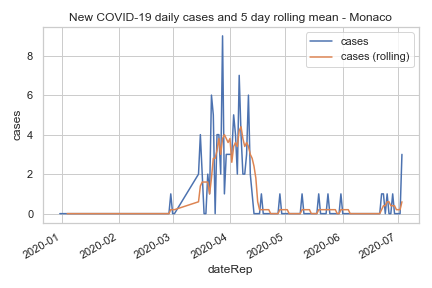 New COVID-19 daily cases and 5 day rolling mean - Monaco
cases
cases (rolling)
8
6
4
2
0
cases
2020-01
2020-02
2020-03
2020-04
2020-05
2020-06
2020-07
dateRep